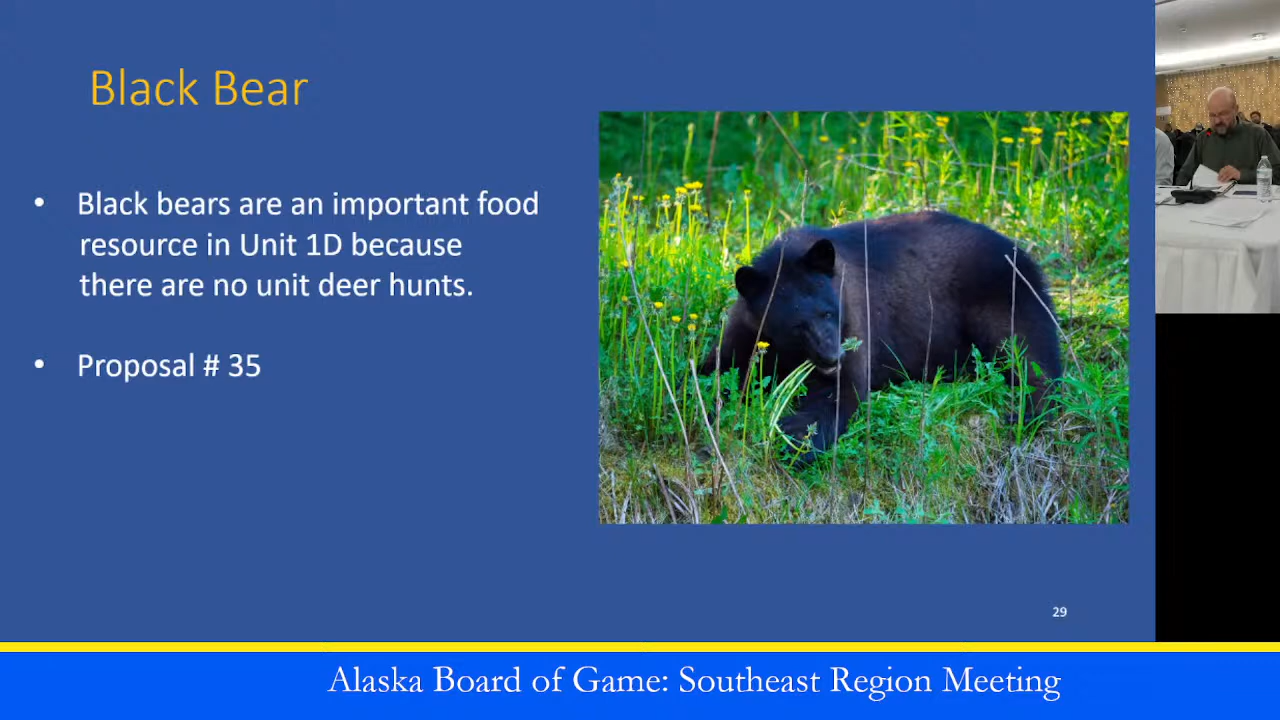 Black Bear
• Black bears are an important food
resource in Unit 1D because
there are no unit deer hunts.
• Proposal # 35
29
Alaska Board of Game: Southeast Region Meeting